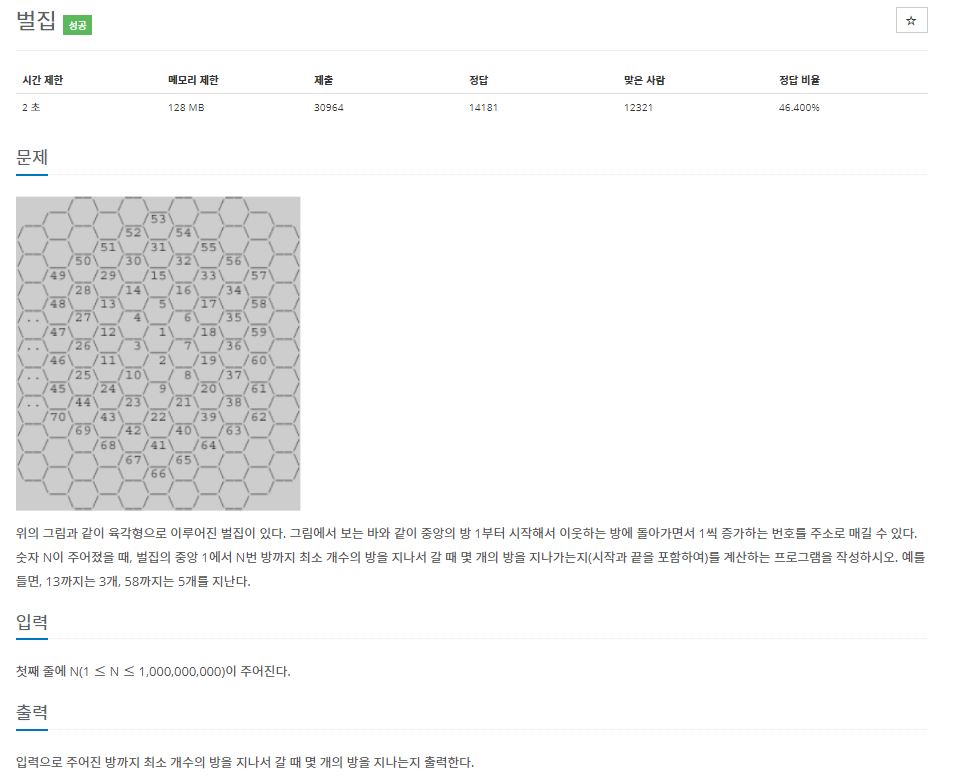 벌집 성공
☆
시간 제한 메모리 제한 제출 정답 맞은 사람 정답 비율
2 초 128 MB 30964 14181 12321 46.400%
문제
53
52 54
51 31 55
50 30 32 56
49 29 15 33 57
28 14 16 34
48 13 5 17 58
.. 27 4 6 35
47 12 1 18 59
.. 26 3 7 36
46 11 2 19 60
.. 25 10 8 37
45 24 9 20 61
.. 44 23 21 38
70 43 22 39 62
69 42 40 63
68 41 64
67 65
66
위의 그림과 같이 육각형으로 이루어진 벌집이 있다. 그림에서 보는 바와 같이 중앙의 방 1부터 시작해서 이웃하는 방에 돌아가면서 1씩 증가하는 번호를 주소로 매길 수 있다.
숫자 N이 주어졌을 때, 벌집의 중앙 1에서 N번 방까지 최소 개수의 방을 지나서 갈 때 몇 개의 방을 지나가는지(시작과 끝을 포함하여)를 계산하는 프로그램을 작성하시오. 예를
들면, 13까지는 3개, 58까지는 5개를 지난다.
입력
첫째 줄에 N(1 ≤ N ≤ 1,000,000,000)이 주어진다.
출력
입력으로 주어진 방까지 최소 개수의 방을 지나서 갈 때 몇 개의 방을 지나는지 출력한다.